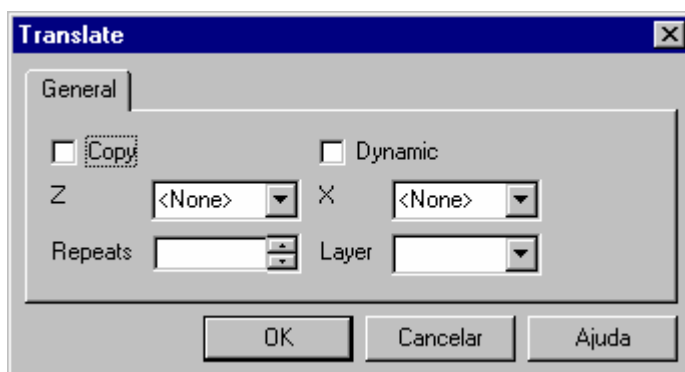 Translate
General
Copy Dynamic
Z <None> X <None>
Repeats Layer
OK Cancelar Ajuda